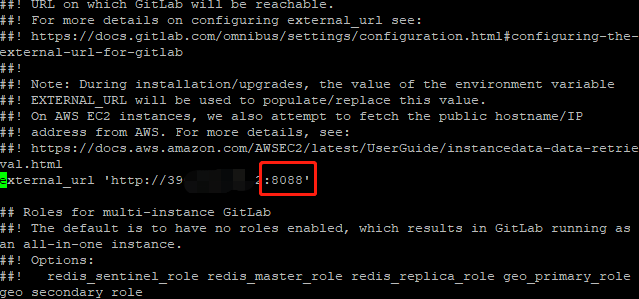 ##! URL on which GitLab will be reachable.
##! For more details on configuring external_url see:
##! https://docs.gitlab.com/omnibus/settings/configuration.html#configuring-the-
external-url-for-gitlab
##!
##! Note: During installation/upgrades, the value of the environment variable
##! EXTERNAL_URL will be used to populate/replace this value.
##! On AWS EC2 instances, we also attempt to fetch the public hostname/IP
##! address from AWS. For more details, see:
##! https://docs.aws.amazon.com/AWSEC2/latest/UserGuide/instancedata-data-retrie
val.html
external_url 'http://39 2:8088'
## Roles for multi-instance GitLab
##! The default is to have no roles enabled, which results in GitLab running as
an all-in-one instance.
##! Options:
##!   redis_sentinel_role redis_master_role redis_replica_role geo_primary_role
geo_secondary_role